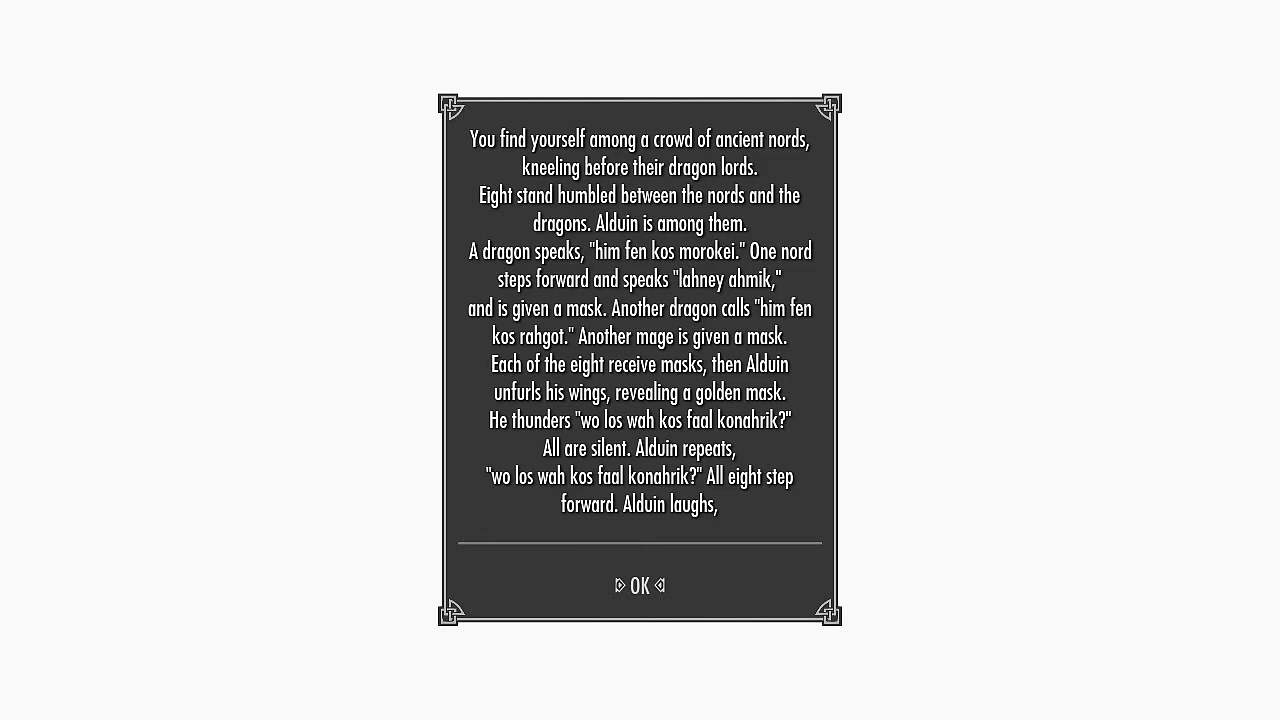 You find yourself among a crowd of ancient nords,
kneeling before their dragon lords.
Eight stand humbled between the nords and the
dragons. Alduin is among them.
A dragon speaks, "him fen kos morokei." One nord
steps forward and speaks "lahney ahmik,"
and is given a mask. Another dragon calls "him fen
kos rahgot." Another mage is given a mask.
Each of the eight receive masks, then Alduin
unfurls his wings, revealing a golden mask.
He thunders "wo los wah kos faal konahrik?"
All are silent. Alduin repeats,
"wo los wah kos faal konahrik?" All eight step
forward. Alduin laughs,
OK